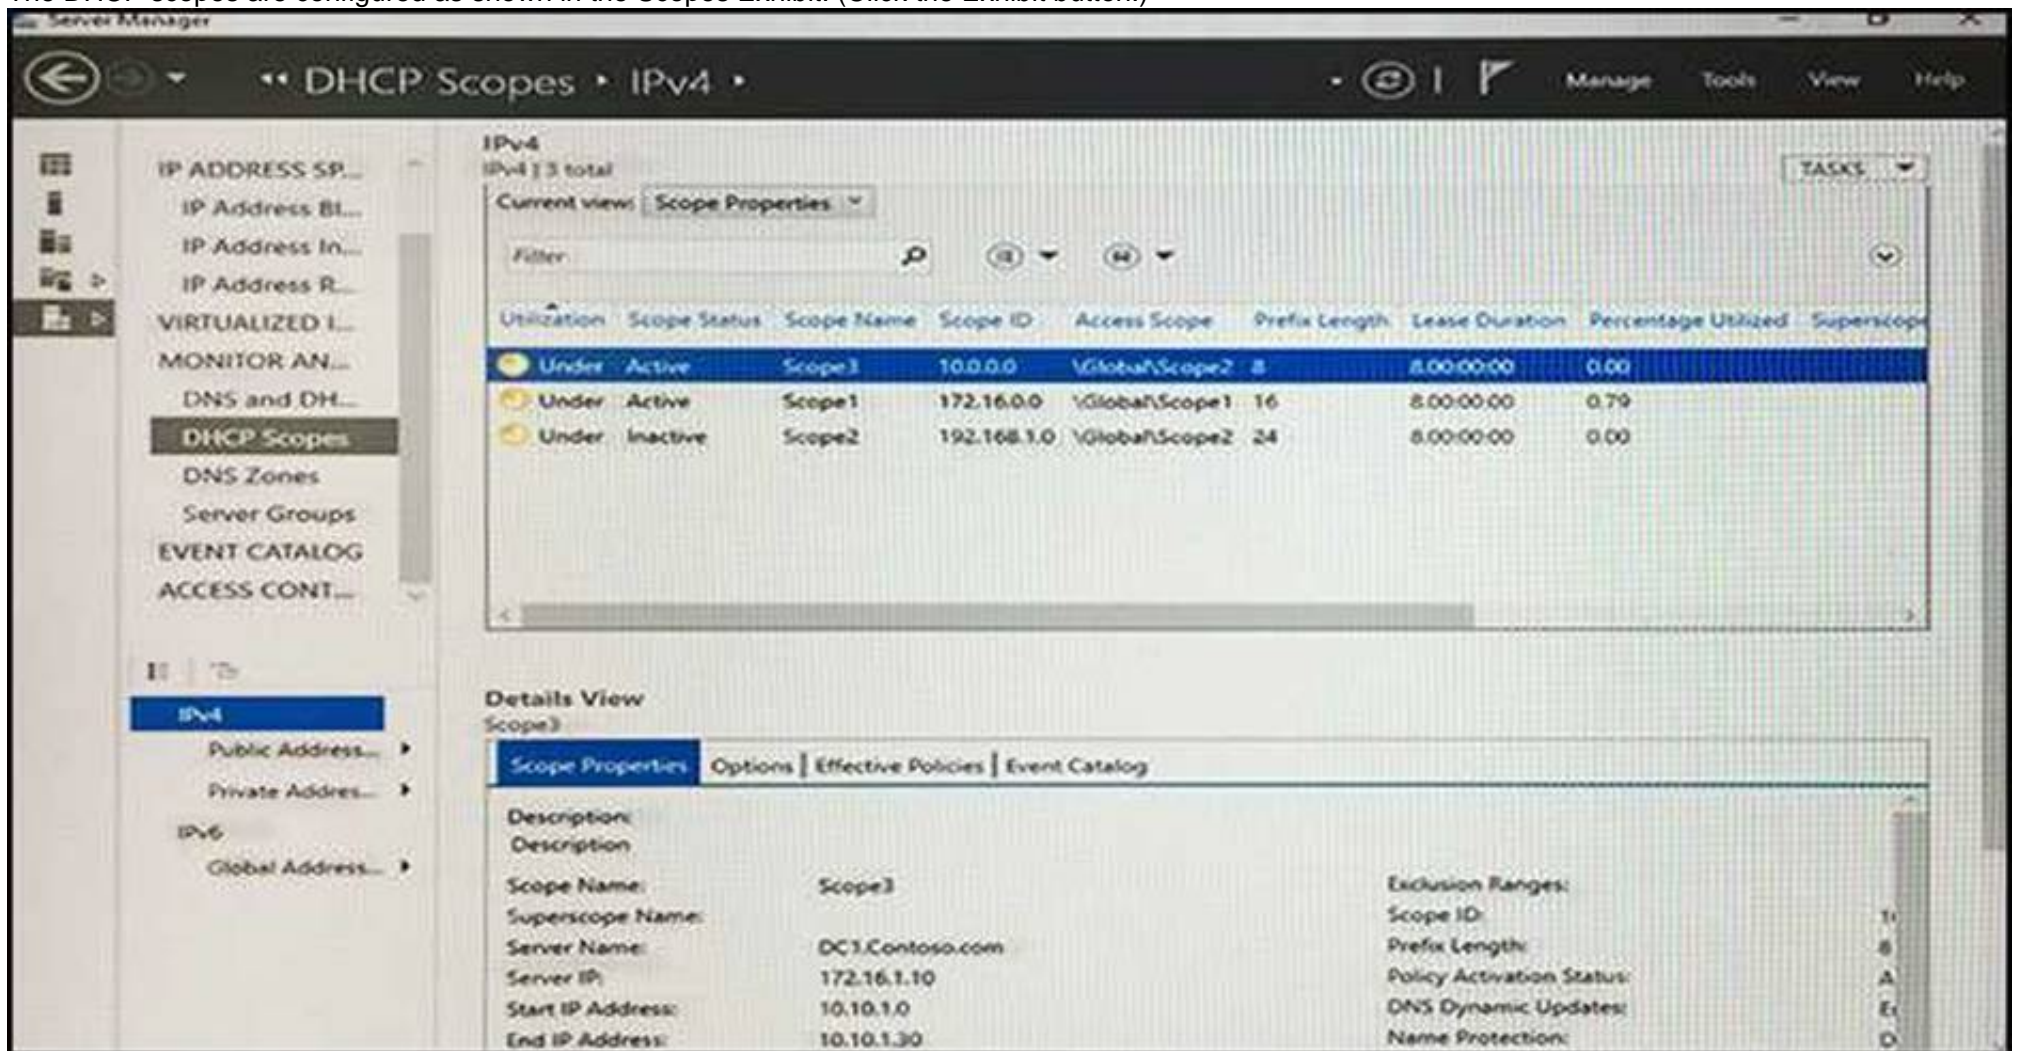 The DHCP scopes are configured as shown in the Scopes Exhibit. (Click the Exhibit button.)
Server Manager
DHCP Scopes IPv4
Manage Tools View Help
IP ADDRESS SP...
IP Address Bl...
IP Address In...
IP Address R...
VIRTUALIZED I...
MONITOR AN...
DNS and DH...
DHCP Scopes
DNS Zones
Server Groups
EVENT CATALOG
ACCESS CONT...
IPv4
Public Address...
Private Addres...
IPv6
Global Address...
IPv4
IPv4 | 3 total
TASKS
Current view: Scope Properties
Filter
Utilization Scope Status Scope Name Scope ID Access Scope Prefix Length Lease Duration Percentage Utilized Superscope
Under Active Scope3 10.0.0.0 \Global\Scope2 8 8.00:00:00 0.00
Under Active Scope1 172.16.0.0 \Global\Scope1 16 8.00:00:00 0.79
Under Inactive Scope2 192.168.1.0 \Global\Scope2 24 8.00:00:00 0.00
Details View
Scope3
Scope Properties Options | Effective Policies | Event Catalog
Description:
Description
Scope Name: Scope3 Exclusion Ranges:
Superscope Name: Scope ID: 1
Server Name: DC1.Contoso.com Prefix Length: 8
Server IP: 172.16.1.10 Policy Activation Status: A
Start IP Address: 10.10.1.0 DNS Dynamic Updates: E
End IP Address: 10.10.1.30 Name Protection: D